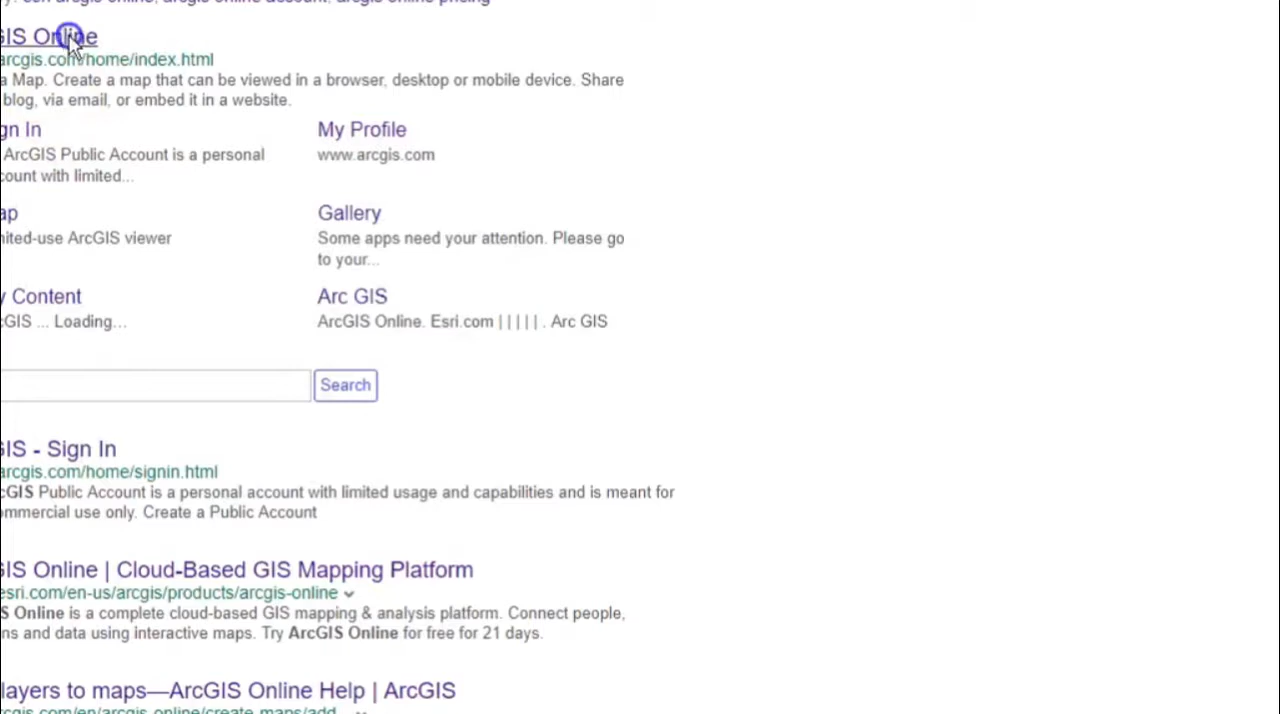 esri arcgis online, arcgis online account, arcgis online pricing
GIS Online
arcgis.com/home/index.html
a Map. Create a map that can be viewed in a browser, desktop or mobile device. Share
blog, via email, or embed it in a website.
gn In
My Profile
ArcGIS Public Account is a personal
www.arcgis.com
count with limited...
ap
Gallery
nited-use ArcGIS viewer
Some apps need your attention. Please go
to your...
y Content
Arc GIS
cGIS ... Loading...
ArcGIS Online. Esri.com | | | | | . Arc GIS
Search
GIS - Sign In
arcgis.com/home/signin.html
cGIS Public Account is a personal account with limited usage and capabilities and is meant for
ommercial use only. Create a Public Account
GIS Online | Cloud-Based GIS Mapping Platform
esri.com/en-us/arcgis/products/arcgis-online
S Online is a complete cloud-based GIS mapping & analysis platform. Connect people,
ns and data using interactive maps. Try ArcGIS Online for free for 21 days.
layers to maps—ArcGIS Online Help | ArcGIS
rcgis.com/en/arcgis-online/create-maps/add...